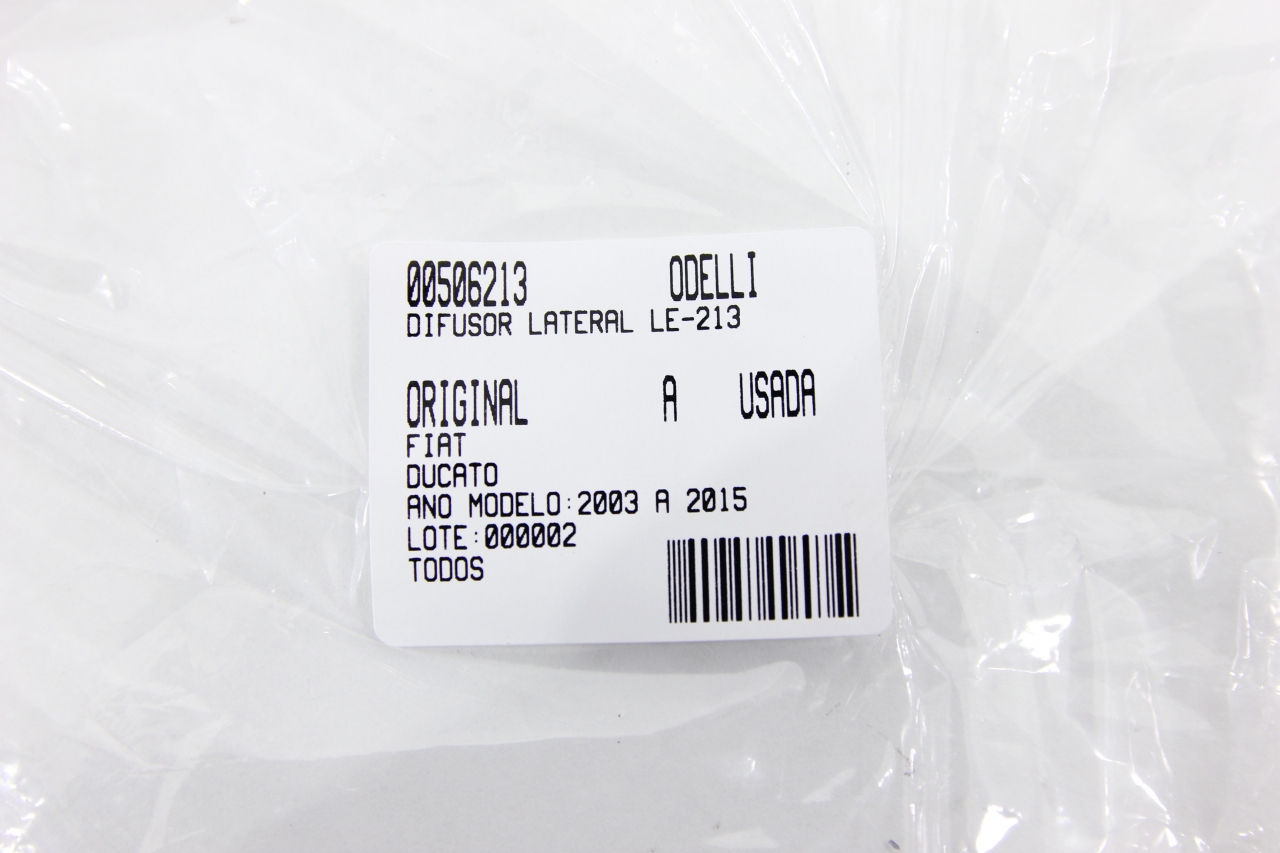 00506213 ODELLI
DIFUSOR LATERAL LE-213
ORIGINAL A USADA
FIAT
DUCATO
ANO MODELO:2003 A 2015
LOTE:000002
TODOS